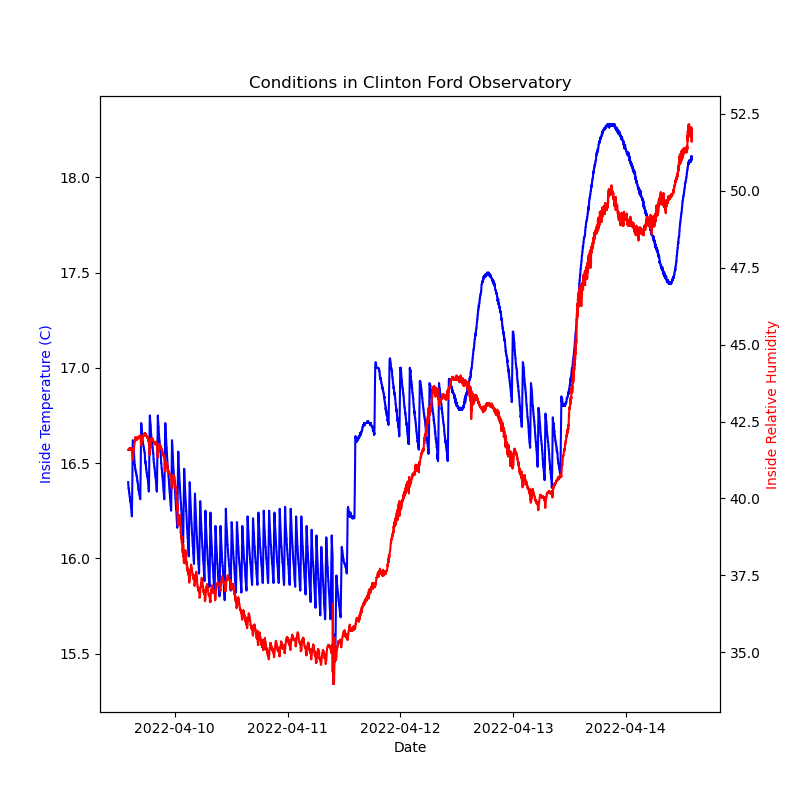 Conditions in Clinton Ford Observatory
Inside Temperature (C)
18.0
17.5
17.0
16.5
16.0
15.5
52.5
50.0
47.5
45.0
42.5
40.0
37.5
35.0
Inside Relative Humidity
2022-04-10 2022-04-11 2022-04-12 2022-04-13 2022-04-14
Date